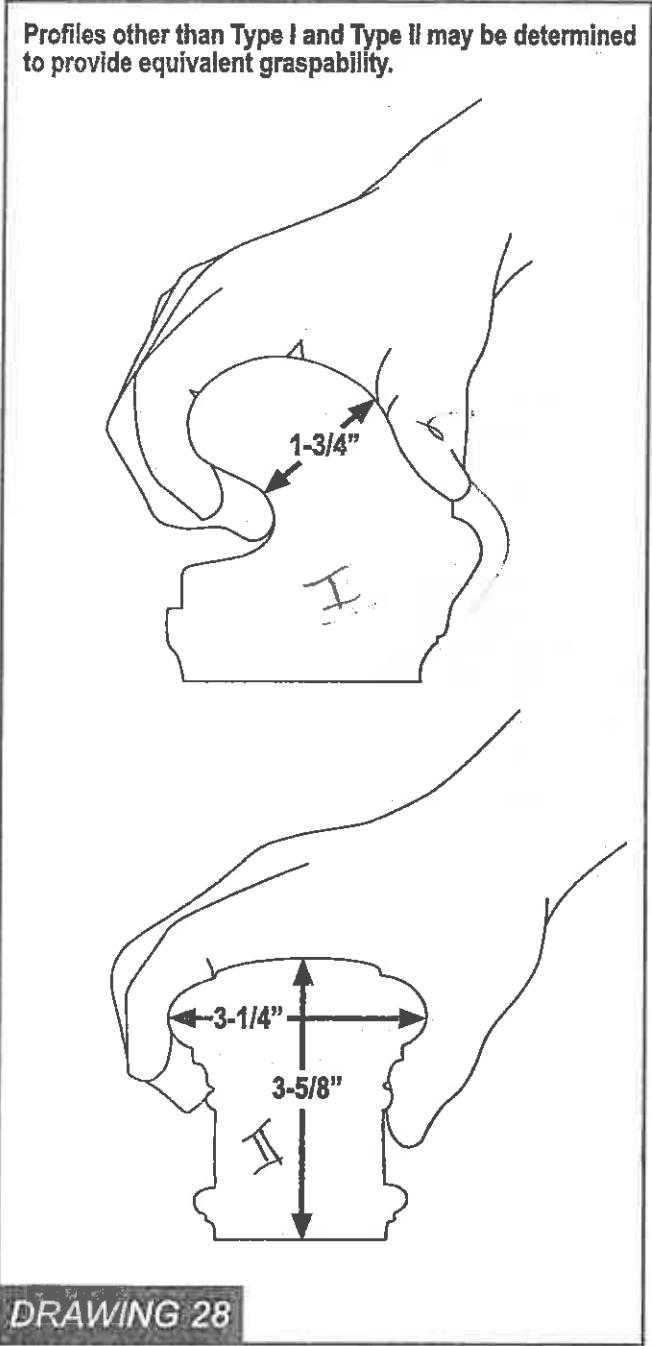 Profiles other than Type I and Type II may be determined
to provide equivalent graspability.
1-3/4”
I
3-1/4”
3-5/8”
II
DRAWING 28